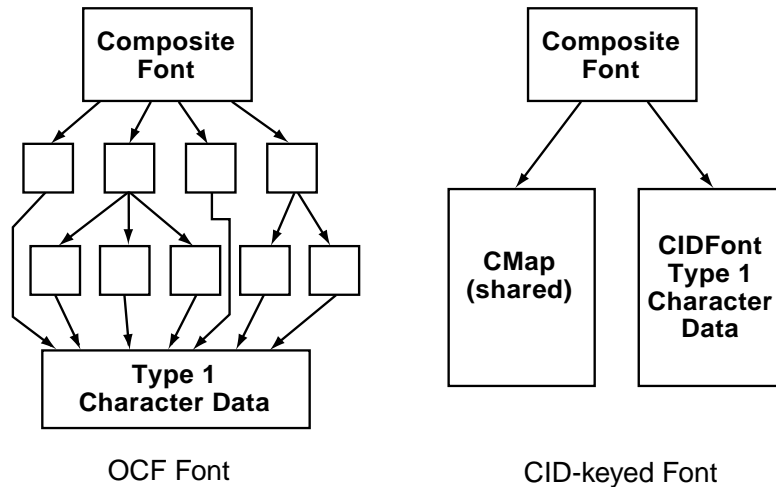 Composite
Font
Type 1
Character Data
OCF Font
Composite
Font
CMap
(shared)
CIDFont
Type 1
Character
Data
CID-keyed Font